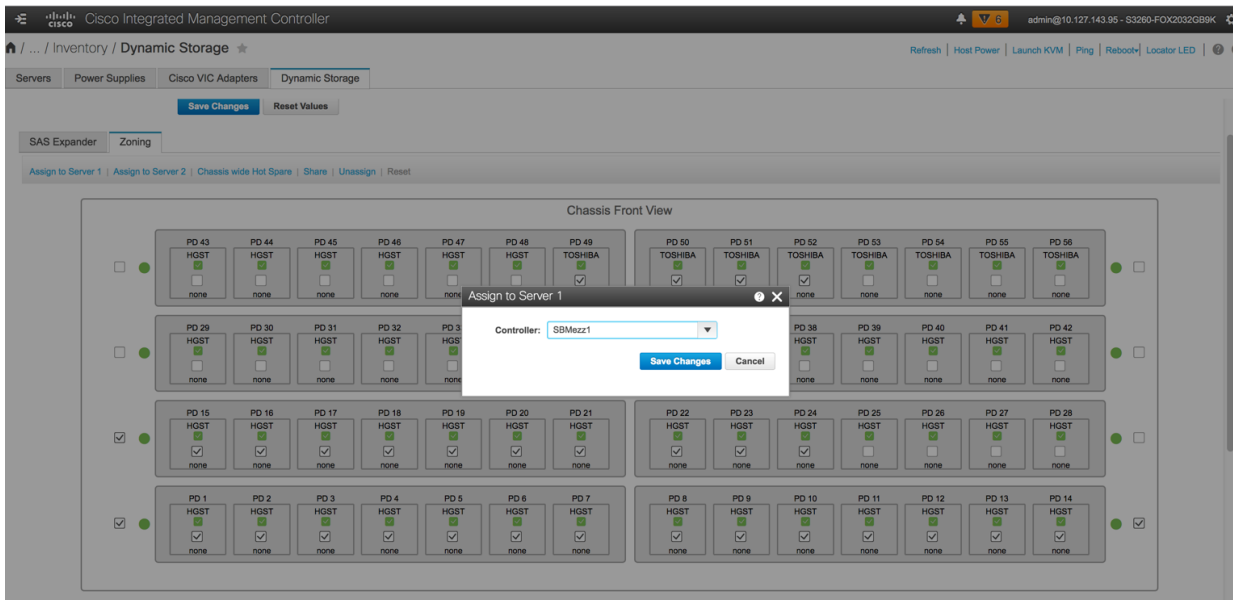 cisco Cisco Integrated Management Controller 6 admin@10.127.143.95 - S3260-FOX2032GB9K
/ ... / Inventory / Dynamic Storage Refresh | Host Power | Launch KVM | Ping | Reboot | Locator LED |
Servers Power Supplies Cisco VIC Adapters Dynamic Storage
Save Changes Reset Values
SAS Expander Zoning
Assign to Server 1 | Assign to Server 2 | Chassis wide Hot Spare | Share | Unassign | Reset
Chassis Front View
PD 43 PD 44 PD 45 PD 46 PD 47 PD 48 PD 49 PD 50 PD 51 PD 52 PD 53 PD 54 PD 55 PD 56
HGST HGST HGST HGST HGST HGST TOSHIBA TOSHIBA TOSHIBA TOSHIBA TOSHIBA TOSHIBA TOSHIBA TOSHIBA
none none none none none none none none none none
Assign to Server 1
Controller: SBMezz1
Save Changes Cancel
PD 29 PD 30 PD 31 PD 32 PD 38 PD 39 PD 40 PD 41 PD 42
HGST HGST HGST HGST HGST HGST HGST HGST HGST
none none none none none none none none none none
PD 15 PD 16 PD 17 PD 18 PD 19 PD 20 PD 21 PD 22 PD 23 PD 24 PD 25 PD 26 PD 27 PD 28
HGST HGST HGST HGST HGST HGST HGST HGST HGST HGST HGST HGST HGST HGST
none none none none none none none none none none none none none none
PD 1 PD 2 PD 3 PD 4 PD 5 PD 6 PD 7 PD 8 PD 9 PD 10 PD 11 PD 12 PD 13 PD 14
HGST HGST HGST HGST HGST HGST HGST HGST HGST HGST HGST HGST HGST HGST
none none none none none none none none none none none none none none